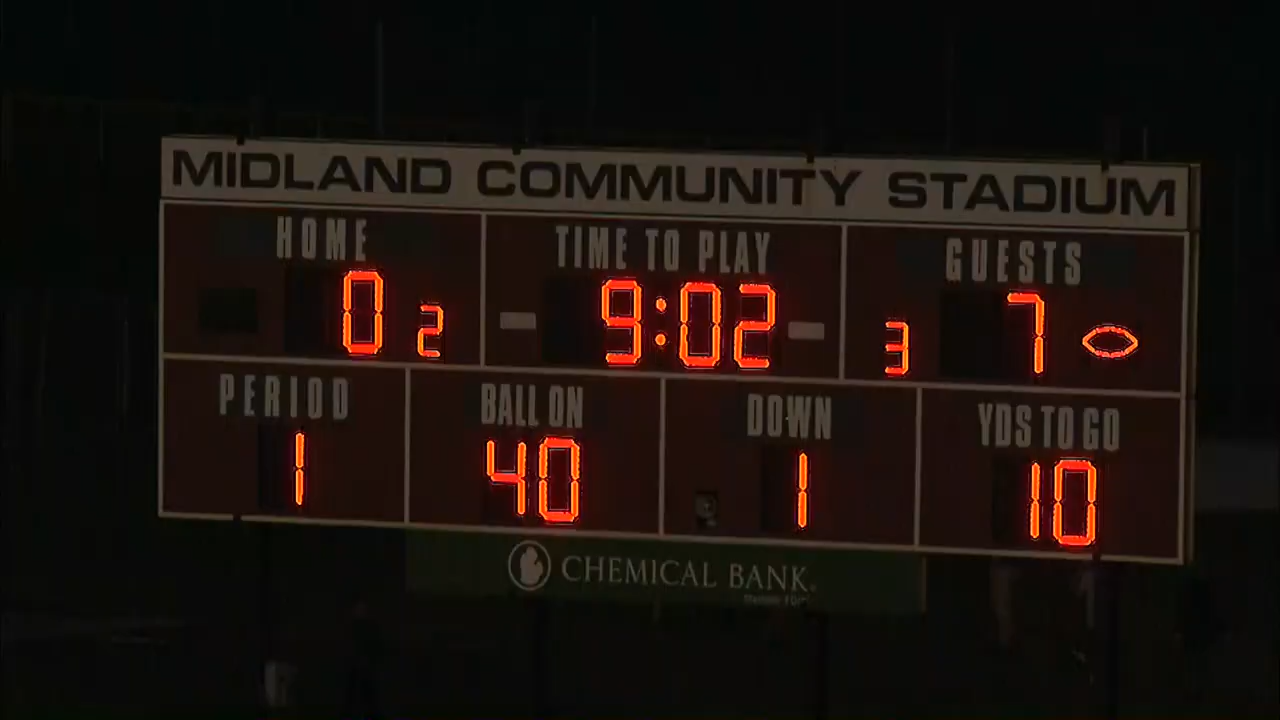 MIDLAND COMMUNITY STADIUM
HOME TIME TO PLAY GUESTS
0 2 9:02 3 7
PERIOD BALL ON DOWN YDS TO GO
1 40 1 10
CHEMICAL BANK